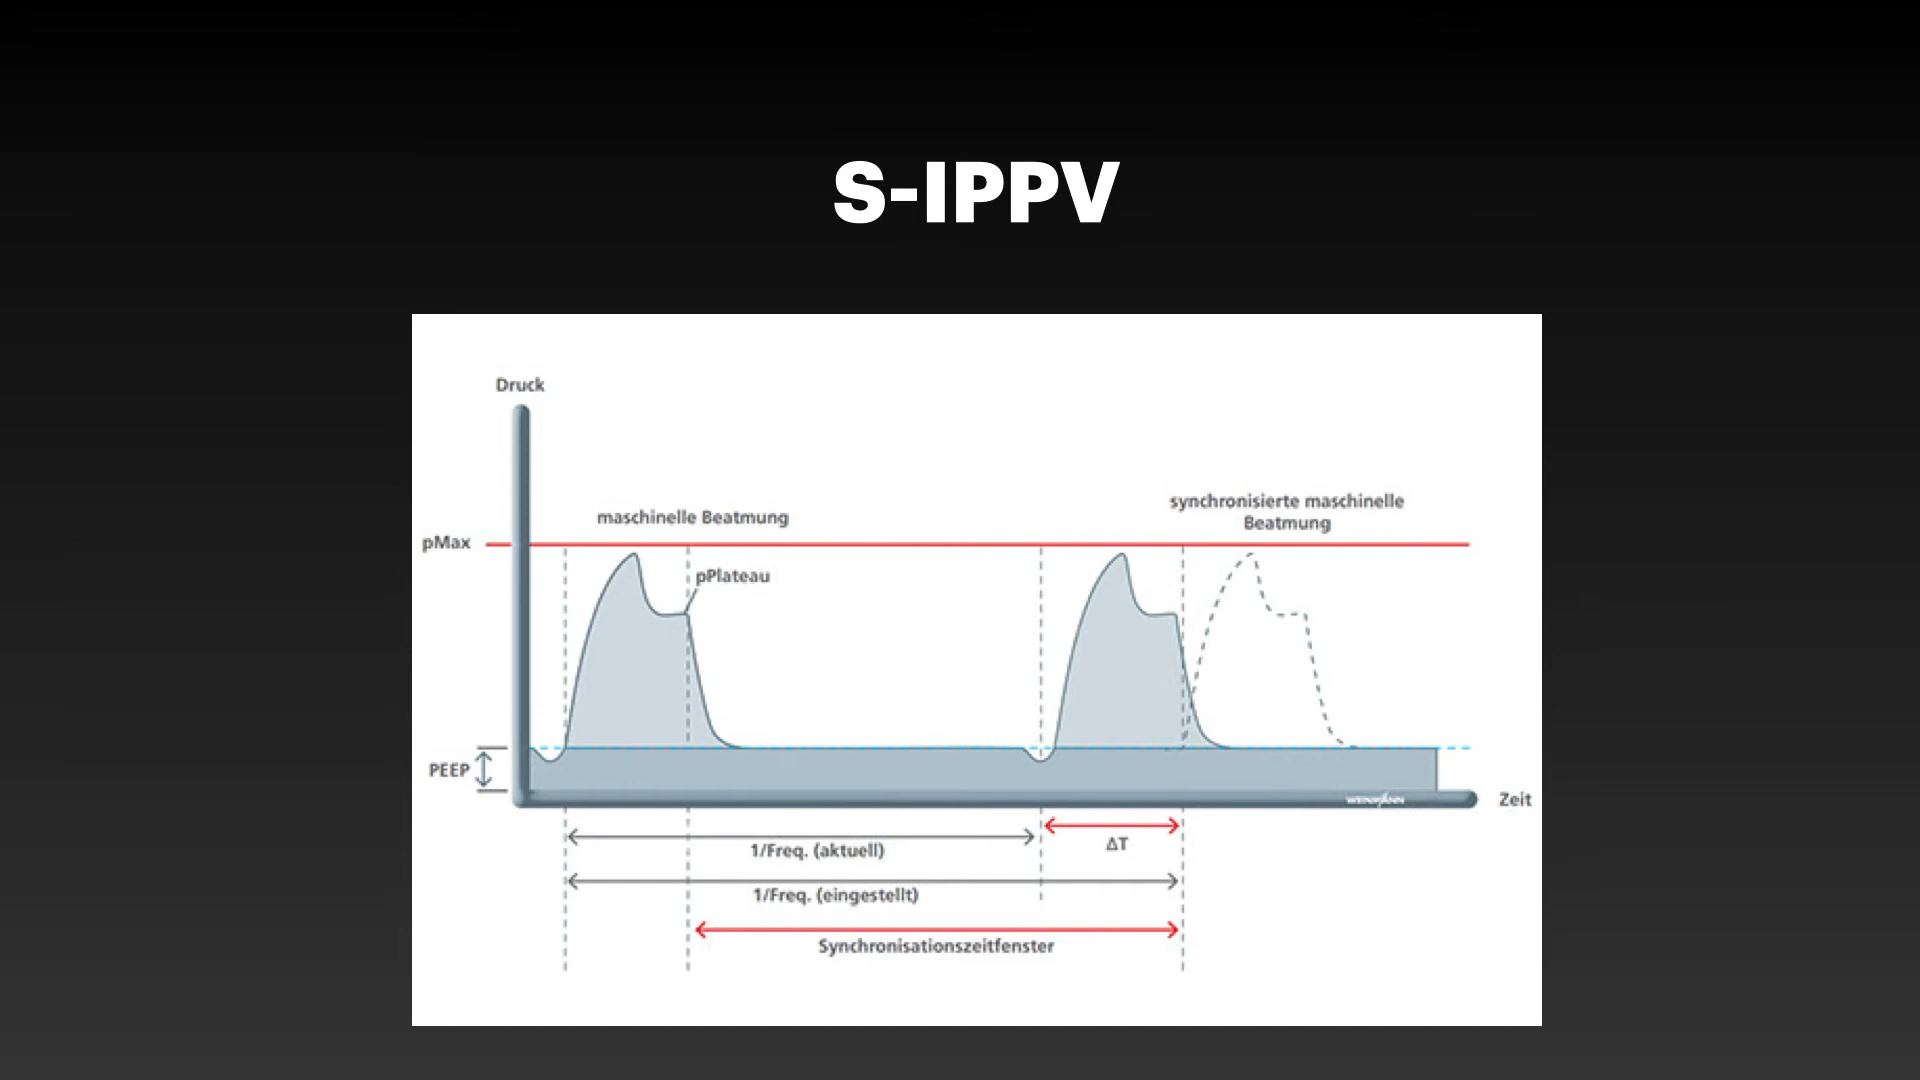 S-IPPV
Druck
synchronisierte maschinelle
Beatmung
maschinelle Beatmung
pMax
pPlateau
PEEP
WEINMANN
Zeit
ΔT
1/Freq. (aktuell)
1/Freq. (eingestellt)
Synchronisationszeitfenster